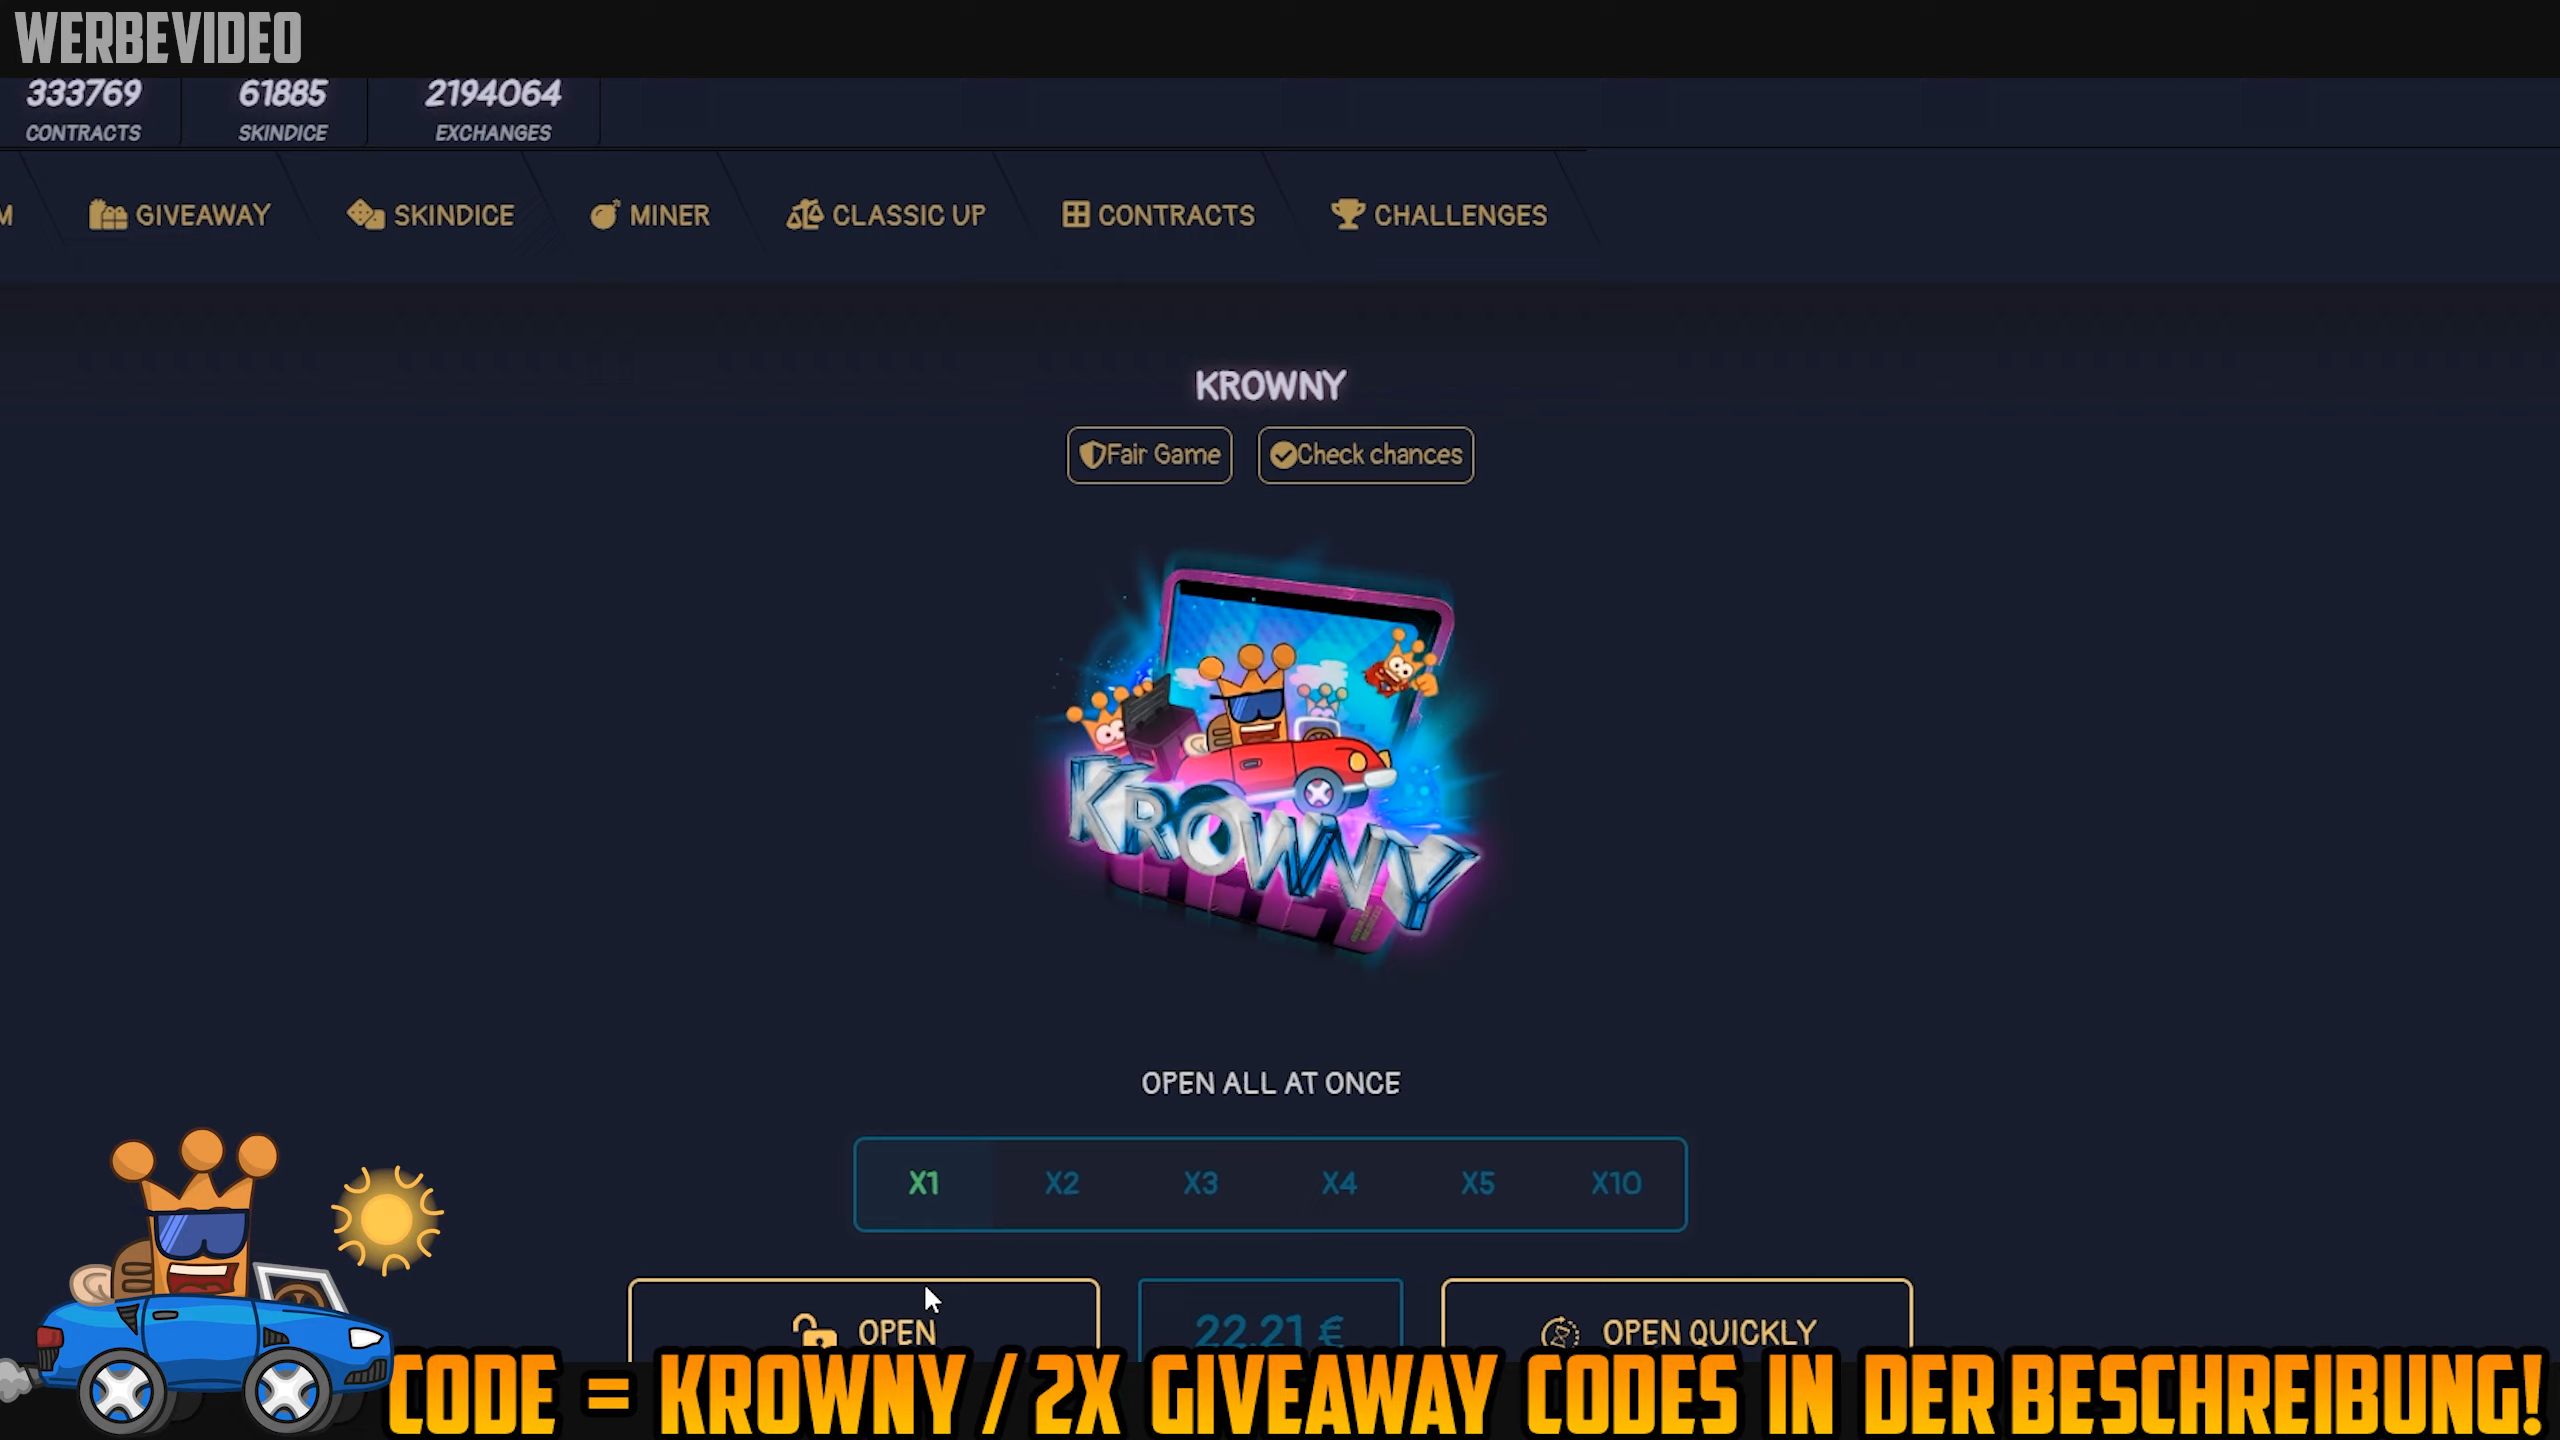 WERBEVIDEO
333769 61885 2194064
CONTRACTS SKINDICE EXCHANGES
M GIVEAWAY SKINDICE MINER CLASSIC UP CONTRACTS CHALLENGES
KROWNY
Fair Game Check chances
KROWNY
OPEN ALL AT ONCE
X1 X2 X3 X4 X5 X10
OPEN 22.21 € OPEN QUICKLY
CODE = KROWNY / 2X GIVEAWAY CODES IN DER BESCHREIBUNG!